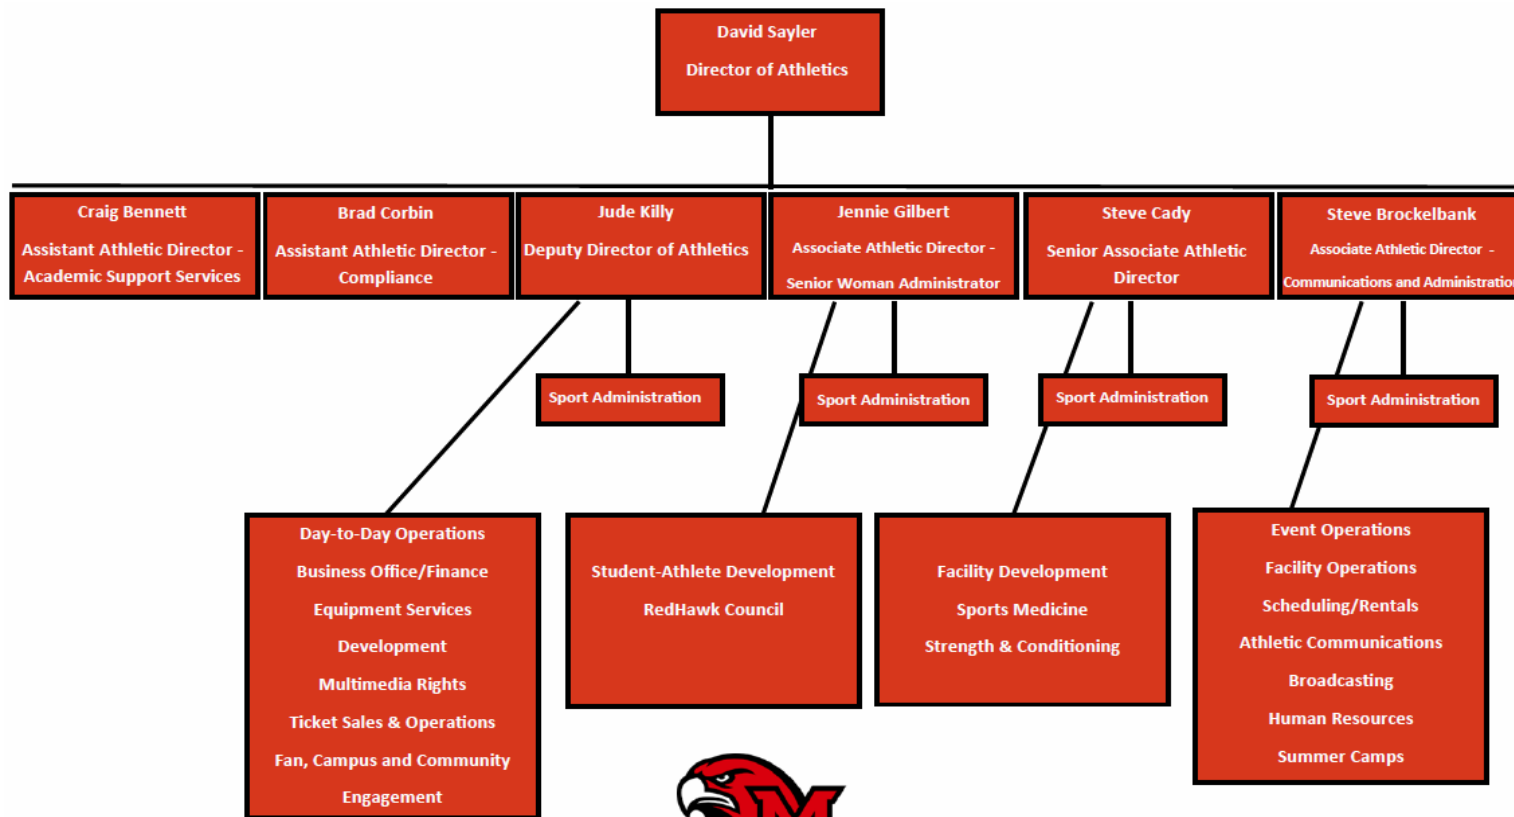 David Sayler
Director of Athletics
Craig Bennett
Assistant Athletic Director -
Academic Support Services
Brad Corbin
Assistant Athletic Director -
Compliance
Jude Killy
Deputy Director of Athletics
Jennie Gilbert
Associate Athletic Director -
Senior Woman Administrator
Steve Cady
Senior Associate Athletic
Director
Steve Brockelbank
Associate Athletic Director -
Communications and Administration
Sport Administration
Sport Administration
Sport Administration
Sport Administration
Day-to-Day Operations
Business Office/Finance
Equipment Services
Development
Multimedia Rights
Ticket Sales & Operations
Fan, Campus and Community
Engagement
Student-Athlete Development
RedHawk Council
Facility Development
Sports Medicine
Strength & Conditioning
Event Operations
Facility Operations
Scheduling/Rentals
Athletic Communications
Broadcasting
Human Resources
Summer Camps
M